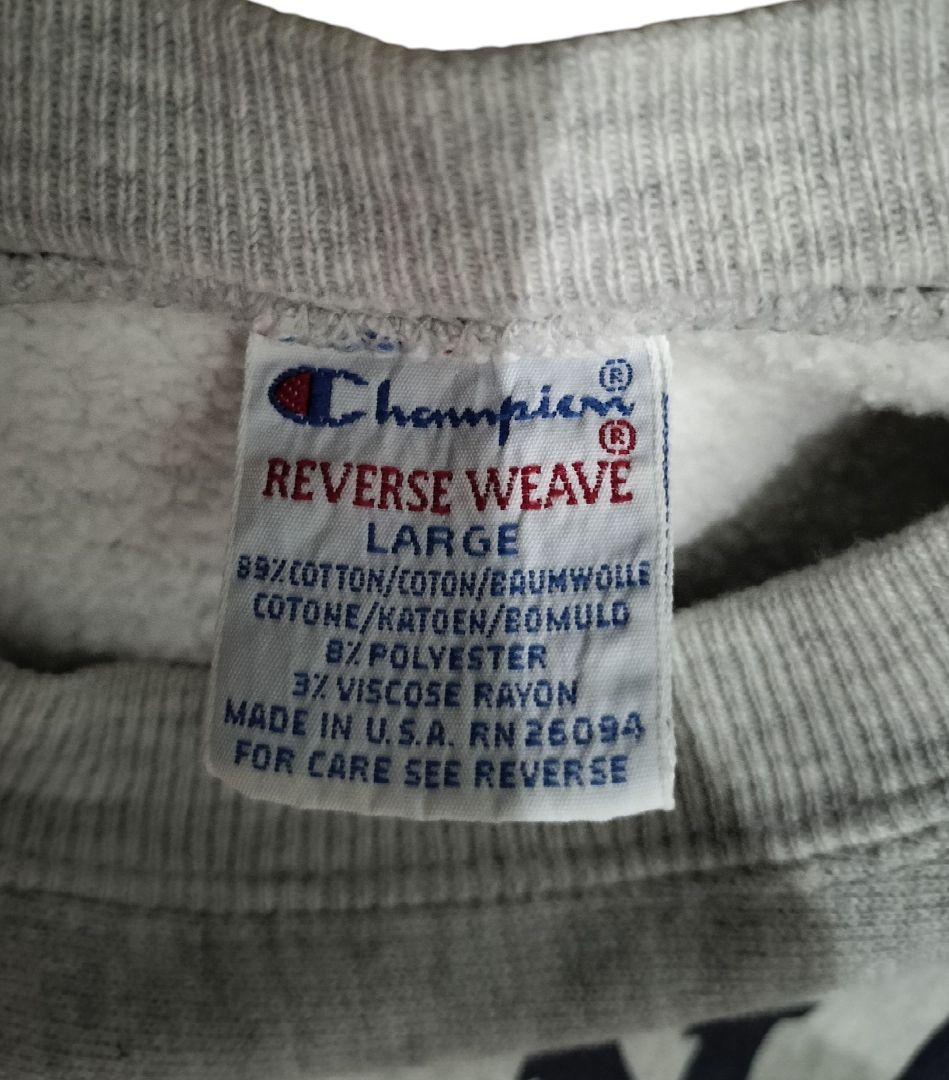 Champion®
REVERSE WEAVE®
LARGE
89% COTTON/COTON/BAUMWOLLE
COTONE/KATOEN/BOMULD
8% POLYESTER
3% VISCOSE RAYON
MADE IN U.S.A. RN 26094
FOR CARE SEE REVERSE